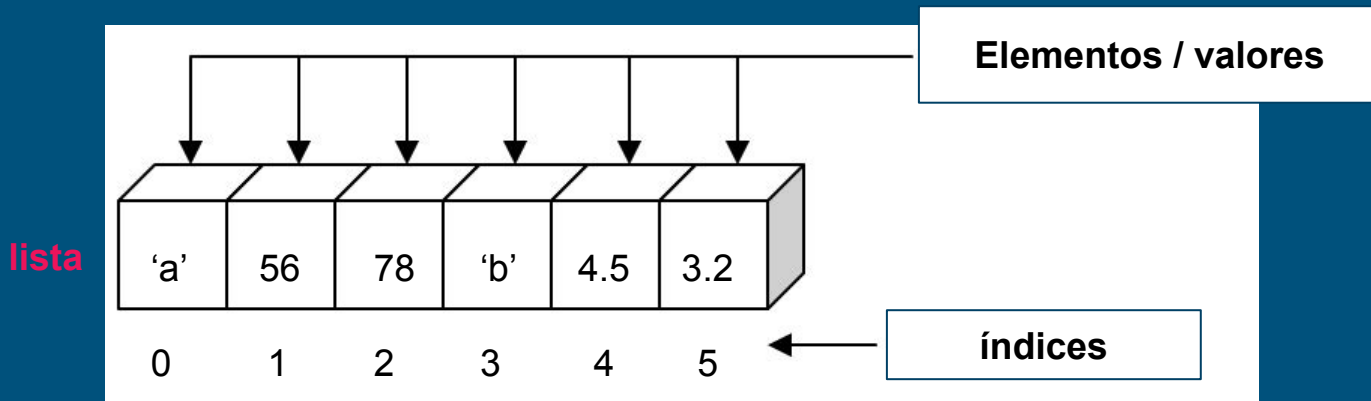 Elementos / valores
lista
‘a’ 56 78 ‘b’ 4.5 3.2
0 1 2 3 4 5
índices